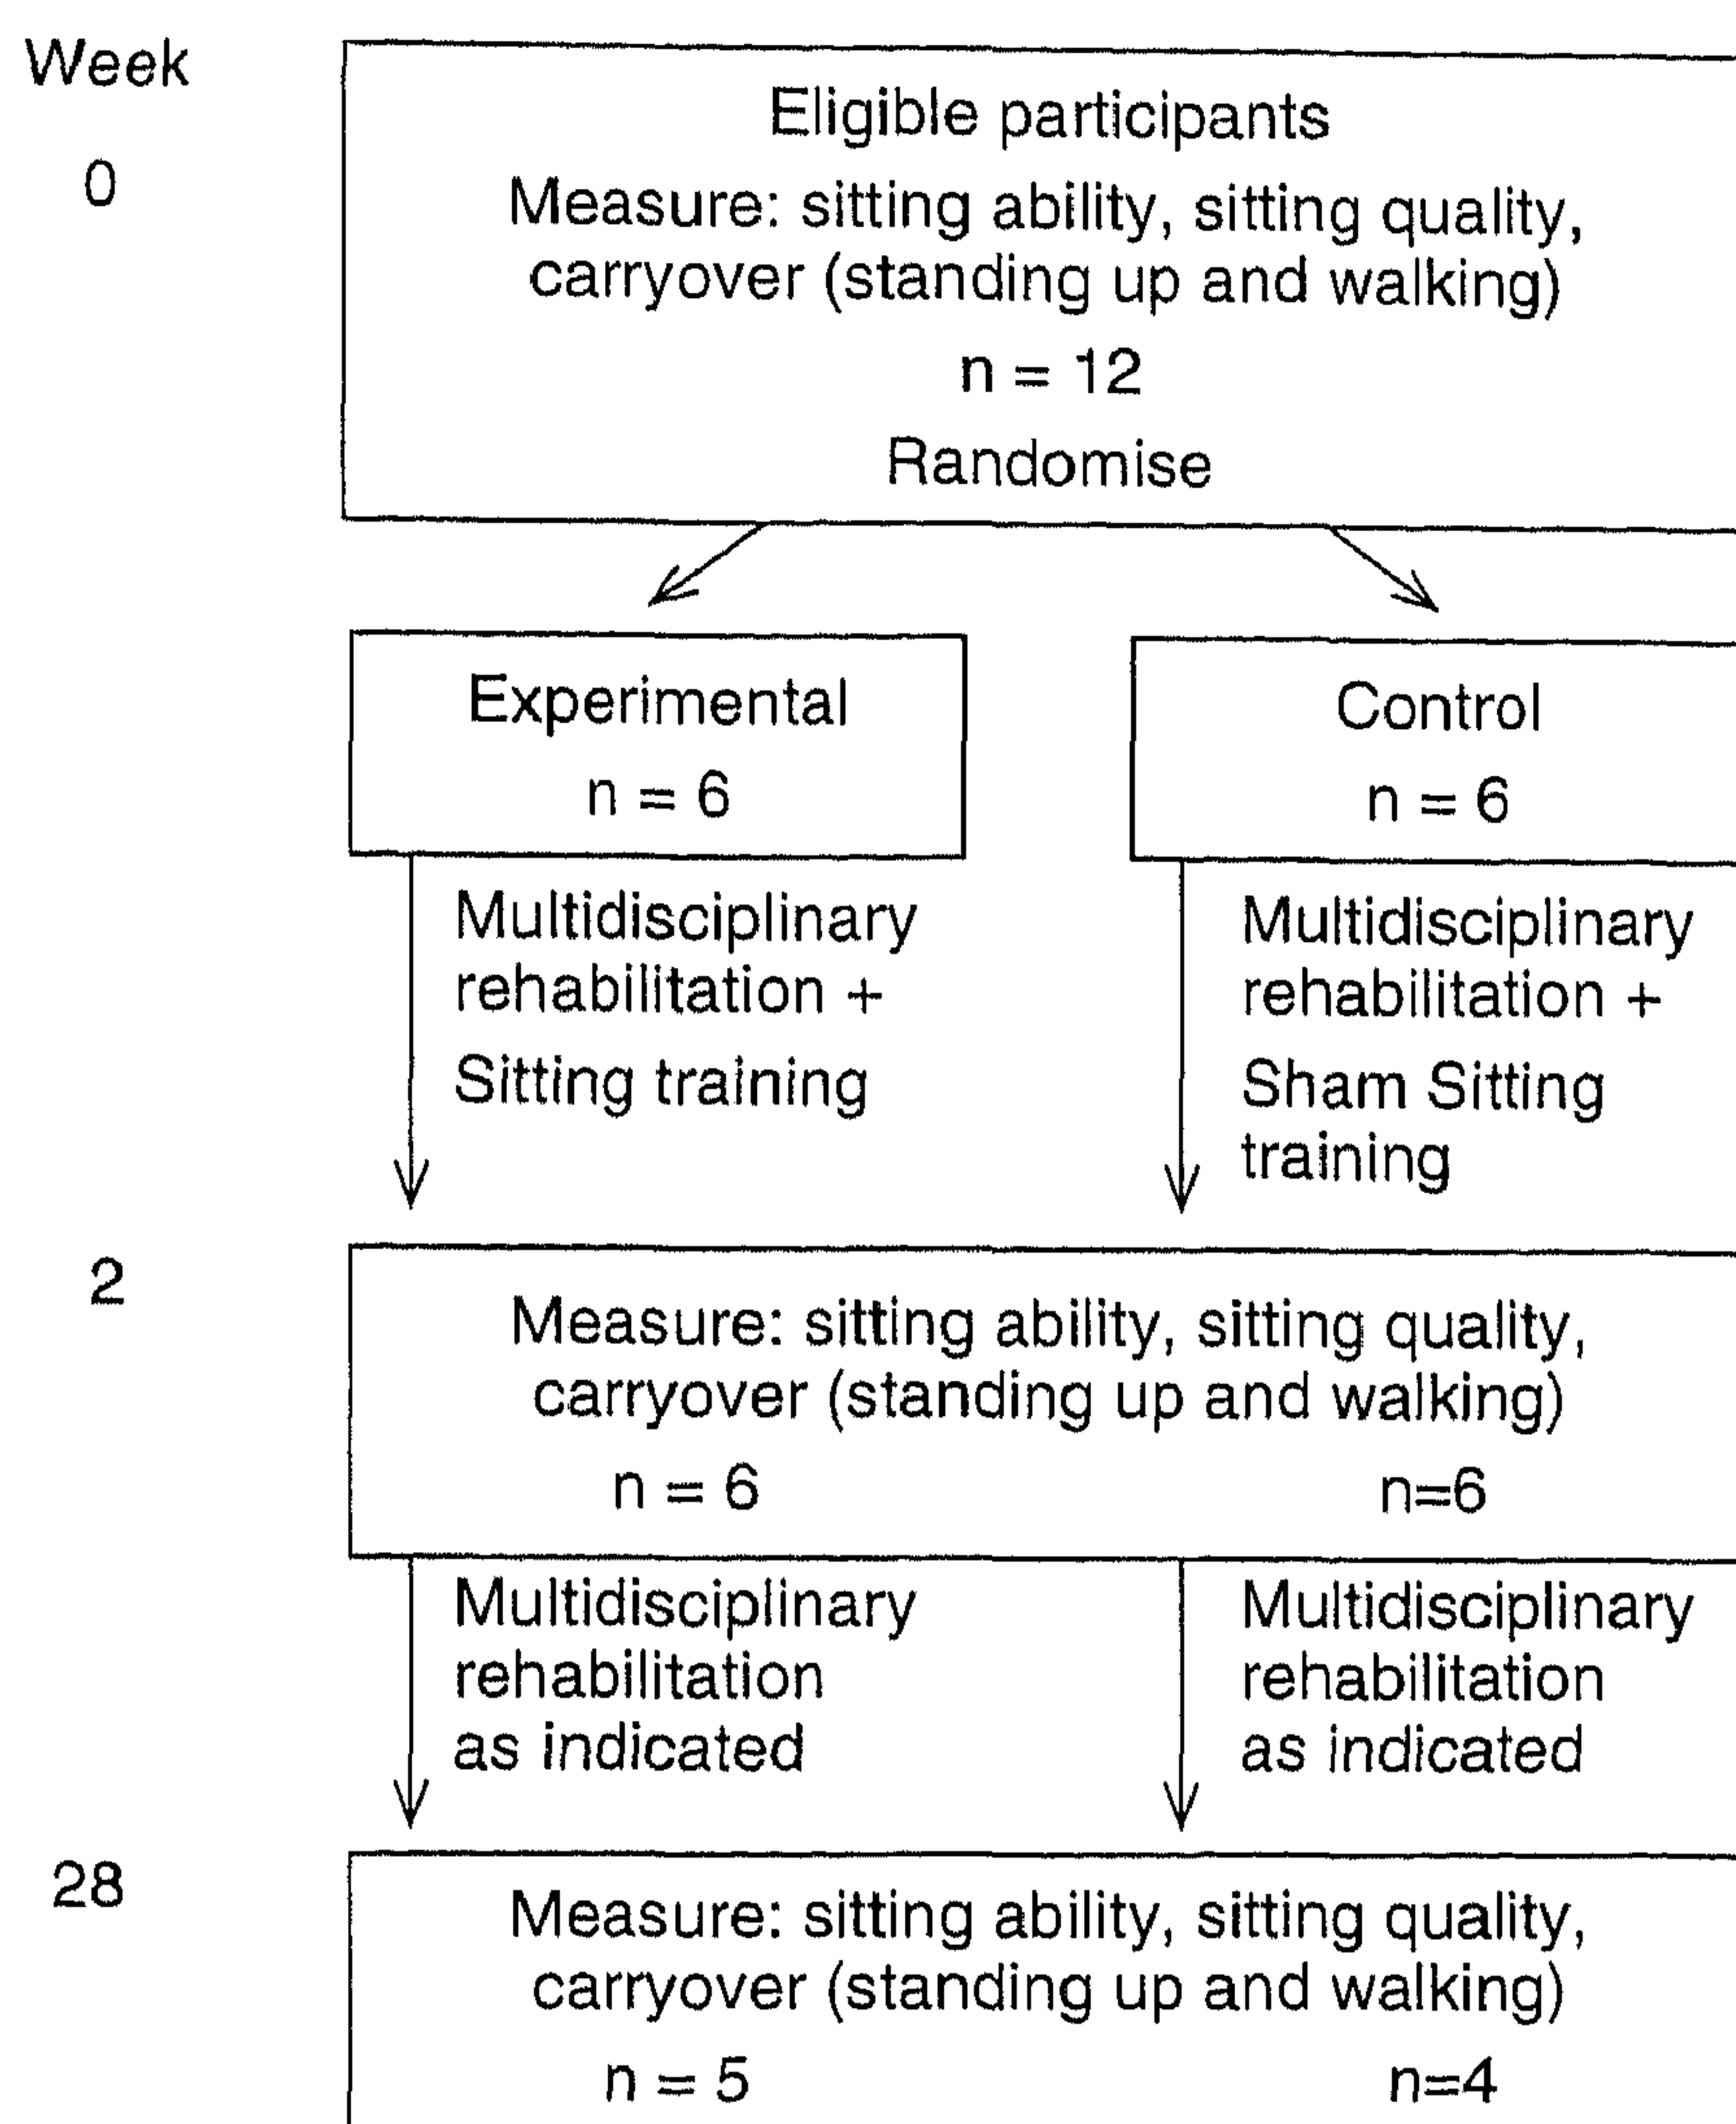 Week
0
Eligible participants
Measure: sitting ability, sitting quality,
carryover (standing up and walking)
n = 12
Randomise
Experimental
n = 6
Control
n = 6
Multidisciplinary
rehabilitation +
Sitting training
Multidisciplinary
rehabilitation +
Sham Sitting
training
2
Measure: sitting ability, sitting quality,
carryover (standing up and walking)
n = 6 n=6
Multidisciplinary
rehabilitation
as indicated
Multidisciplinary
rehabilitation
as indicated
28
Measure: sitting ability, sitting quality,
carryover (standing up and walking)
n = 5 n=4